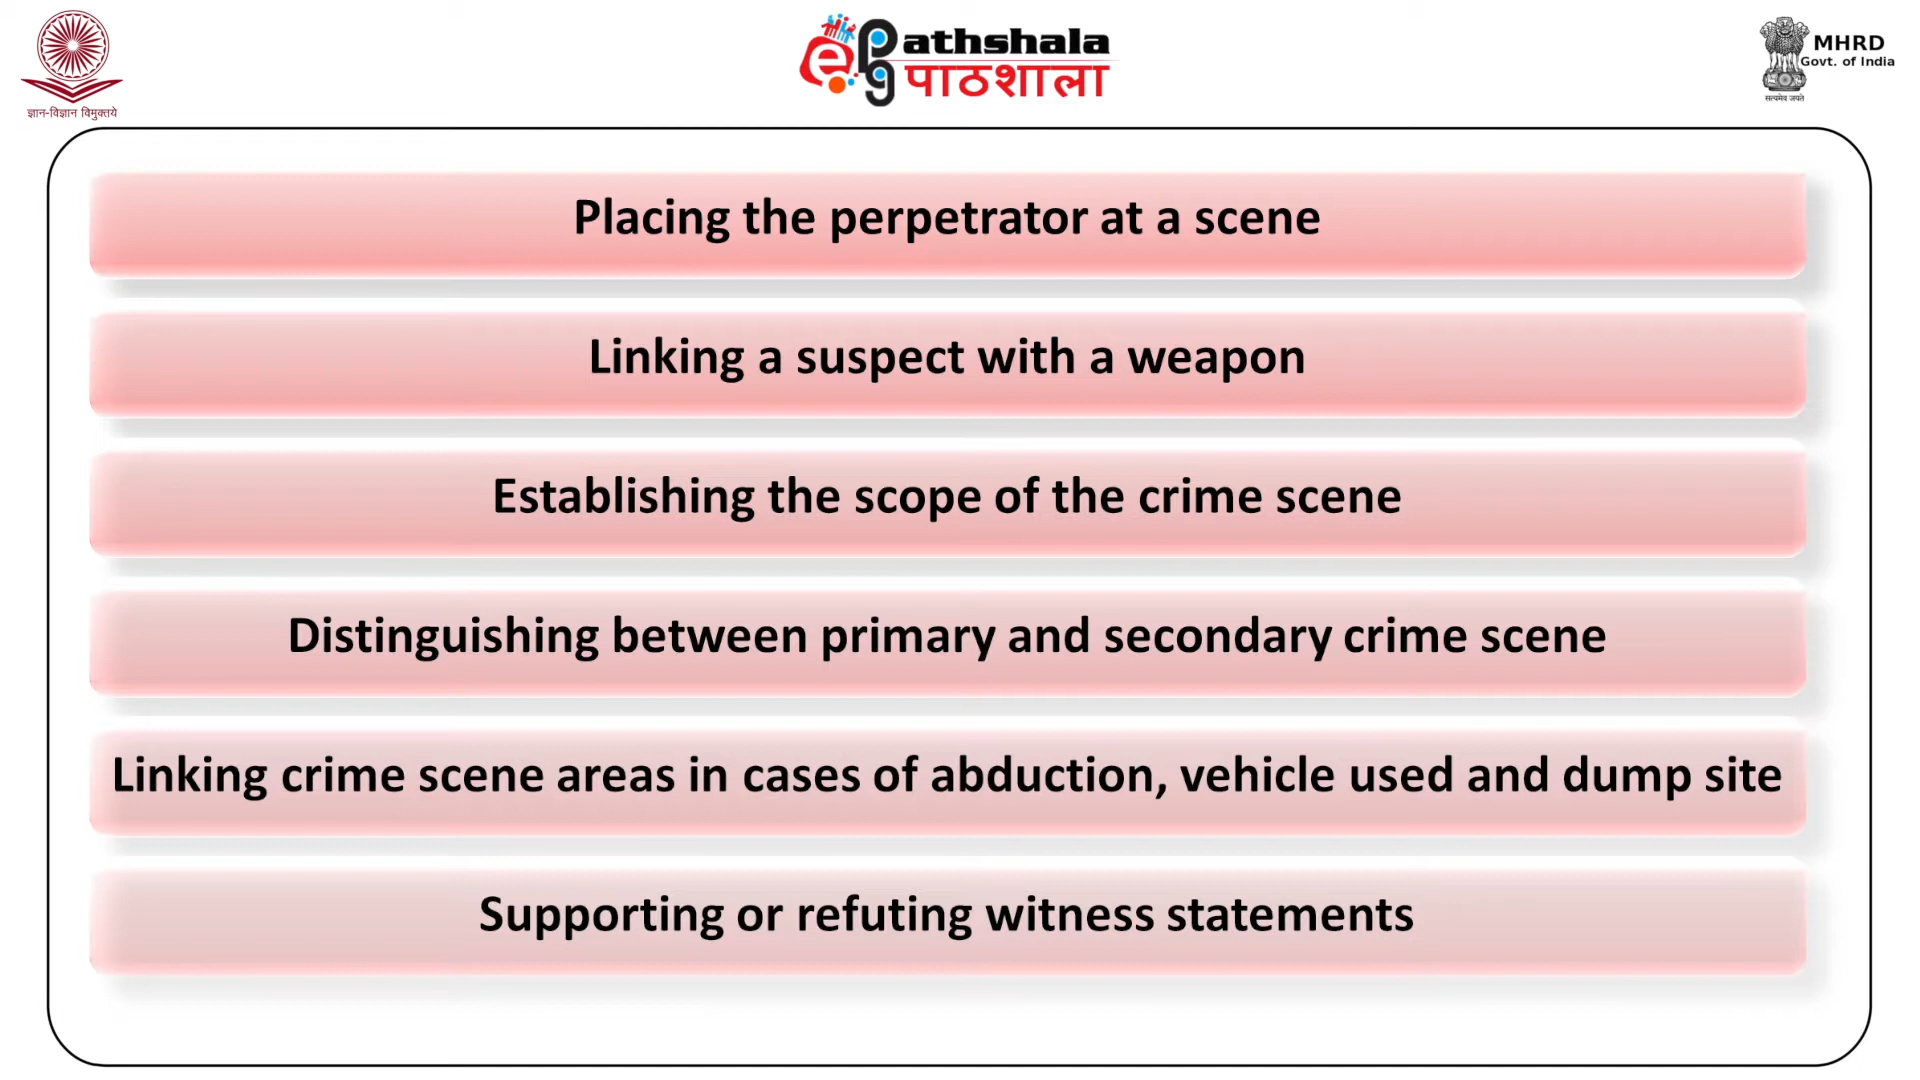 ज्ञान-विज्ञान विमुक्तये
epg Pathshala
पाठशाला
MHRD
Govt. of India
सत्यमेव जयते
Placing the perpetrator at a scene
Linking a suspect with a weapon
Establishing the scope of the crime scene
Distinguishing between primary and secondary crime scene
Linking crime scene areas in cases of abduction, vehicle used and dump site
Supporting or refuting witness statements